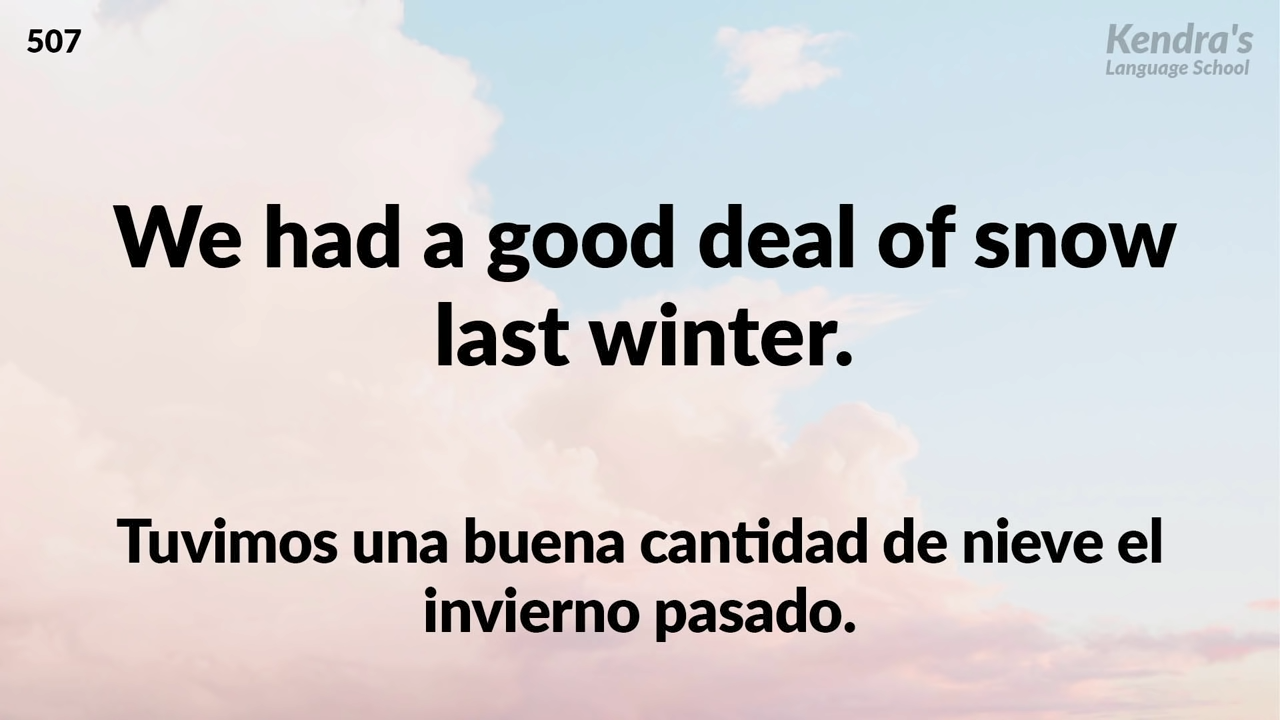 507
Kendra's
Language School
We had a good deal of snow
last winter.
Tuvimos una buena cantidad de nieve el
invierno pasado.